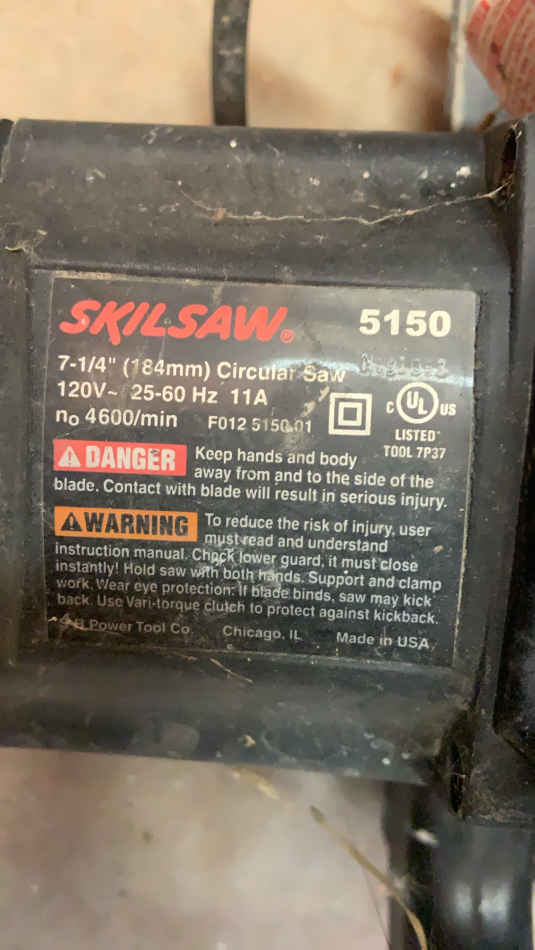 SKILSAW® 5150
7-1/4" (184mm) Circular Saw
120V~ 25-60 Hz 11A
n₀ 4600/min F012 5150 01
C UL US
LISTED
TOOL 7P37
DANGER Keep hands and body
away from and to the side of the
blade. Contact with blade will result in serious injury.
WARNING To reduce the risk of injury, user
must read and understand
instruction manual. Check lower guard, it must close
instantly! Hold saw with both hands. Support and clamp
work. Wear eye protection. If blade binds, saw may kick
back. Use Vari-torque clutch to protect against kickback.
Power Tool Co. Chicago, IL Made in USA